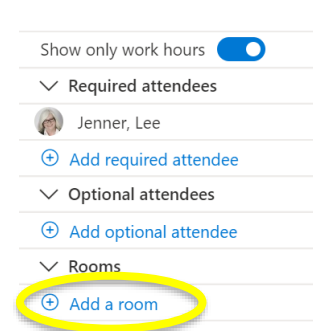 Show only work hours
Required attendees
Jenner, Lee
Add required attendee
Optional attendees
Add optional attendee
Rooms
Add a room